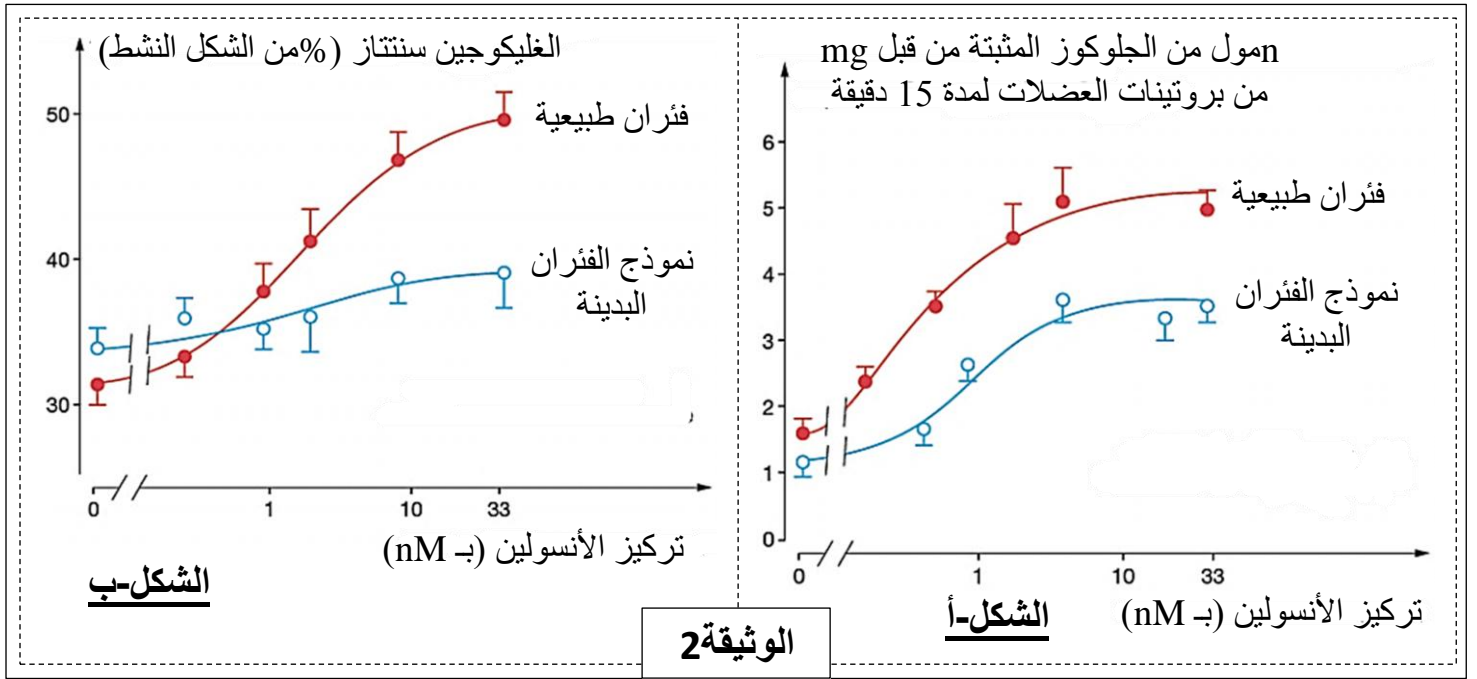 nمول من الجلوكوز المثبتة من قبل mg
من بروتينات العضلات لمدة 15 دقيقة
6
5
4
3
2
1
0
فئران طبيعية
نموذج الفئران
البدينة
0 1 10 33
تركيز الأنسولين (بـ nM)
الشكل-أ
الغليكوجين سنتتاز (%من الشكل النشط)
50
40
30
فئران طبيعية
نموذج الفئران
البدينة
0 1 10 33
تركيز الأنسولين (بـ nM)
الشكل-ب
الوثيقة2